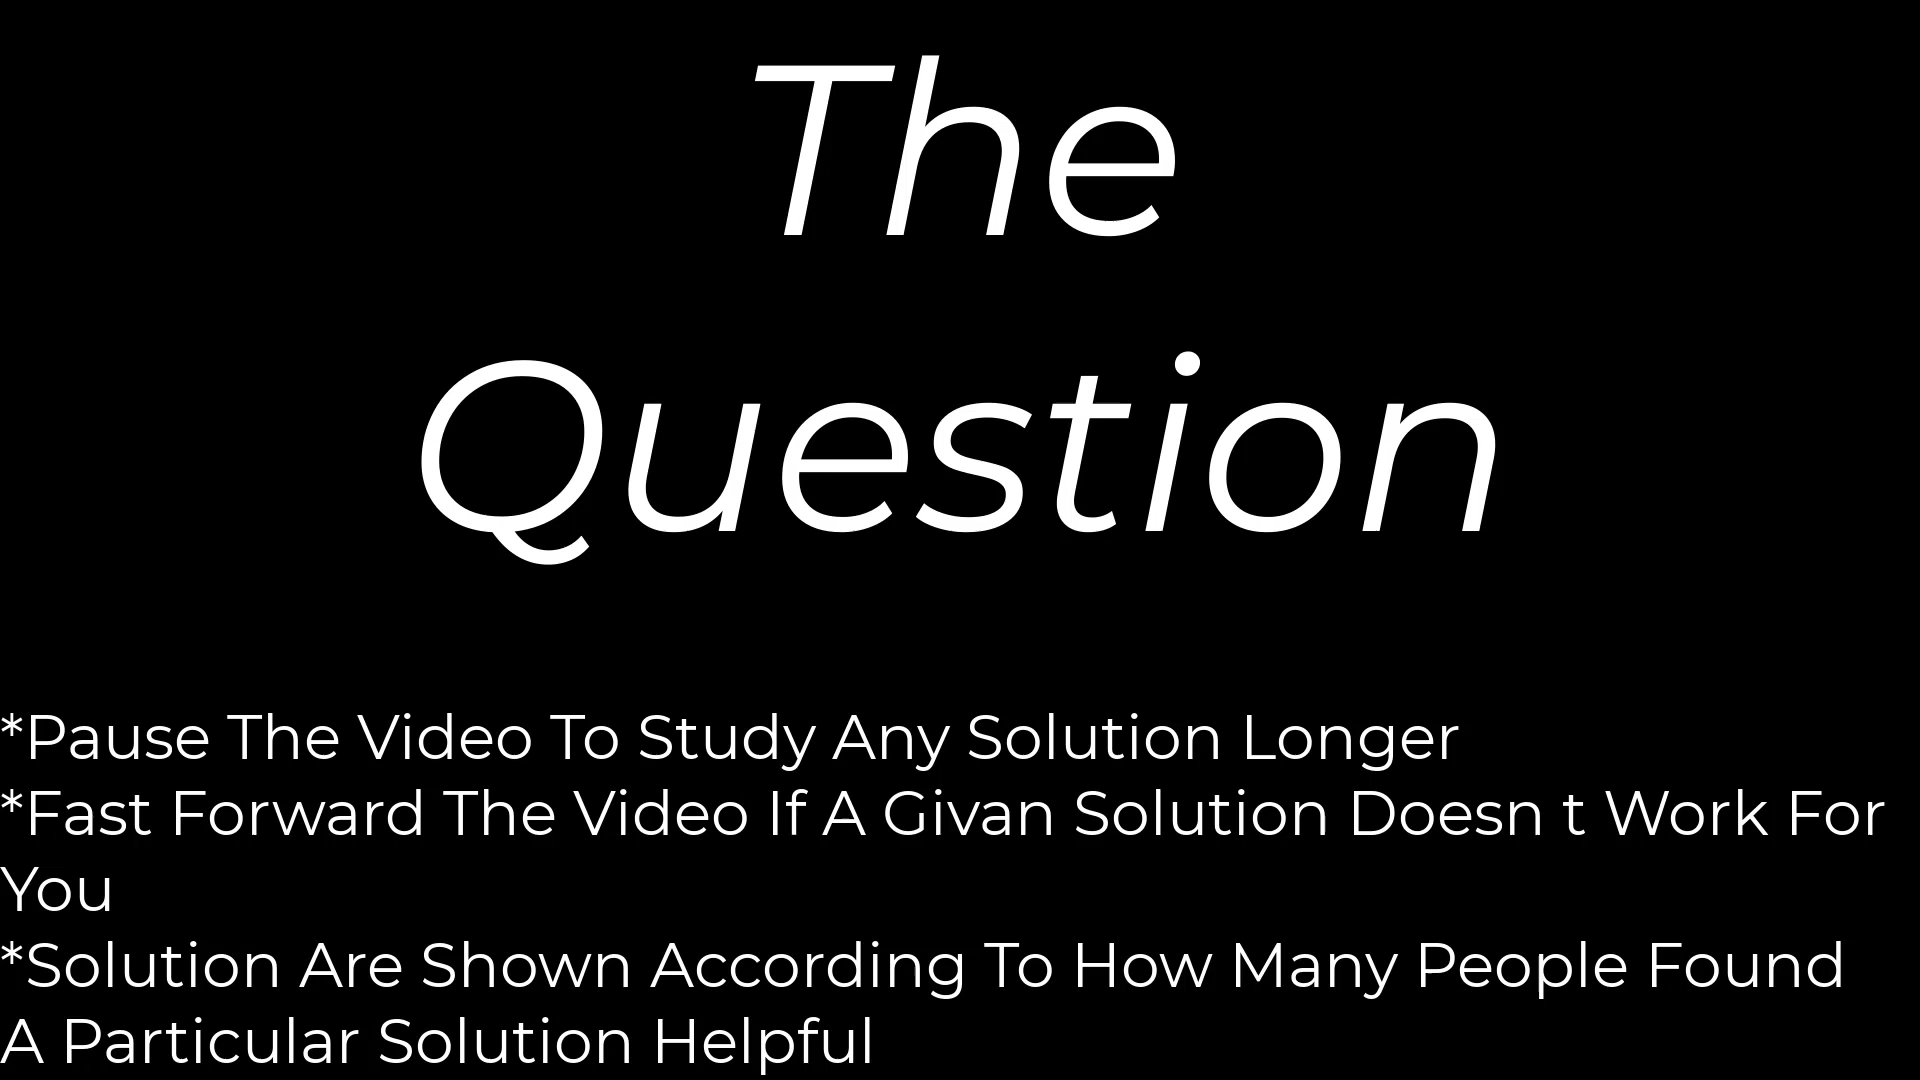 The
Question
*Pause The Video To Study Any Solution Longer
*Fast Forward The Video If A Givan Solution Doesn t Work For
You
*Solution Are Shown According To How Many People Found
A Particular Solution Helpful